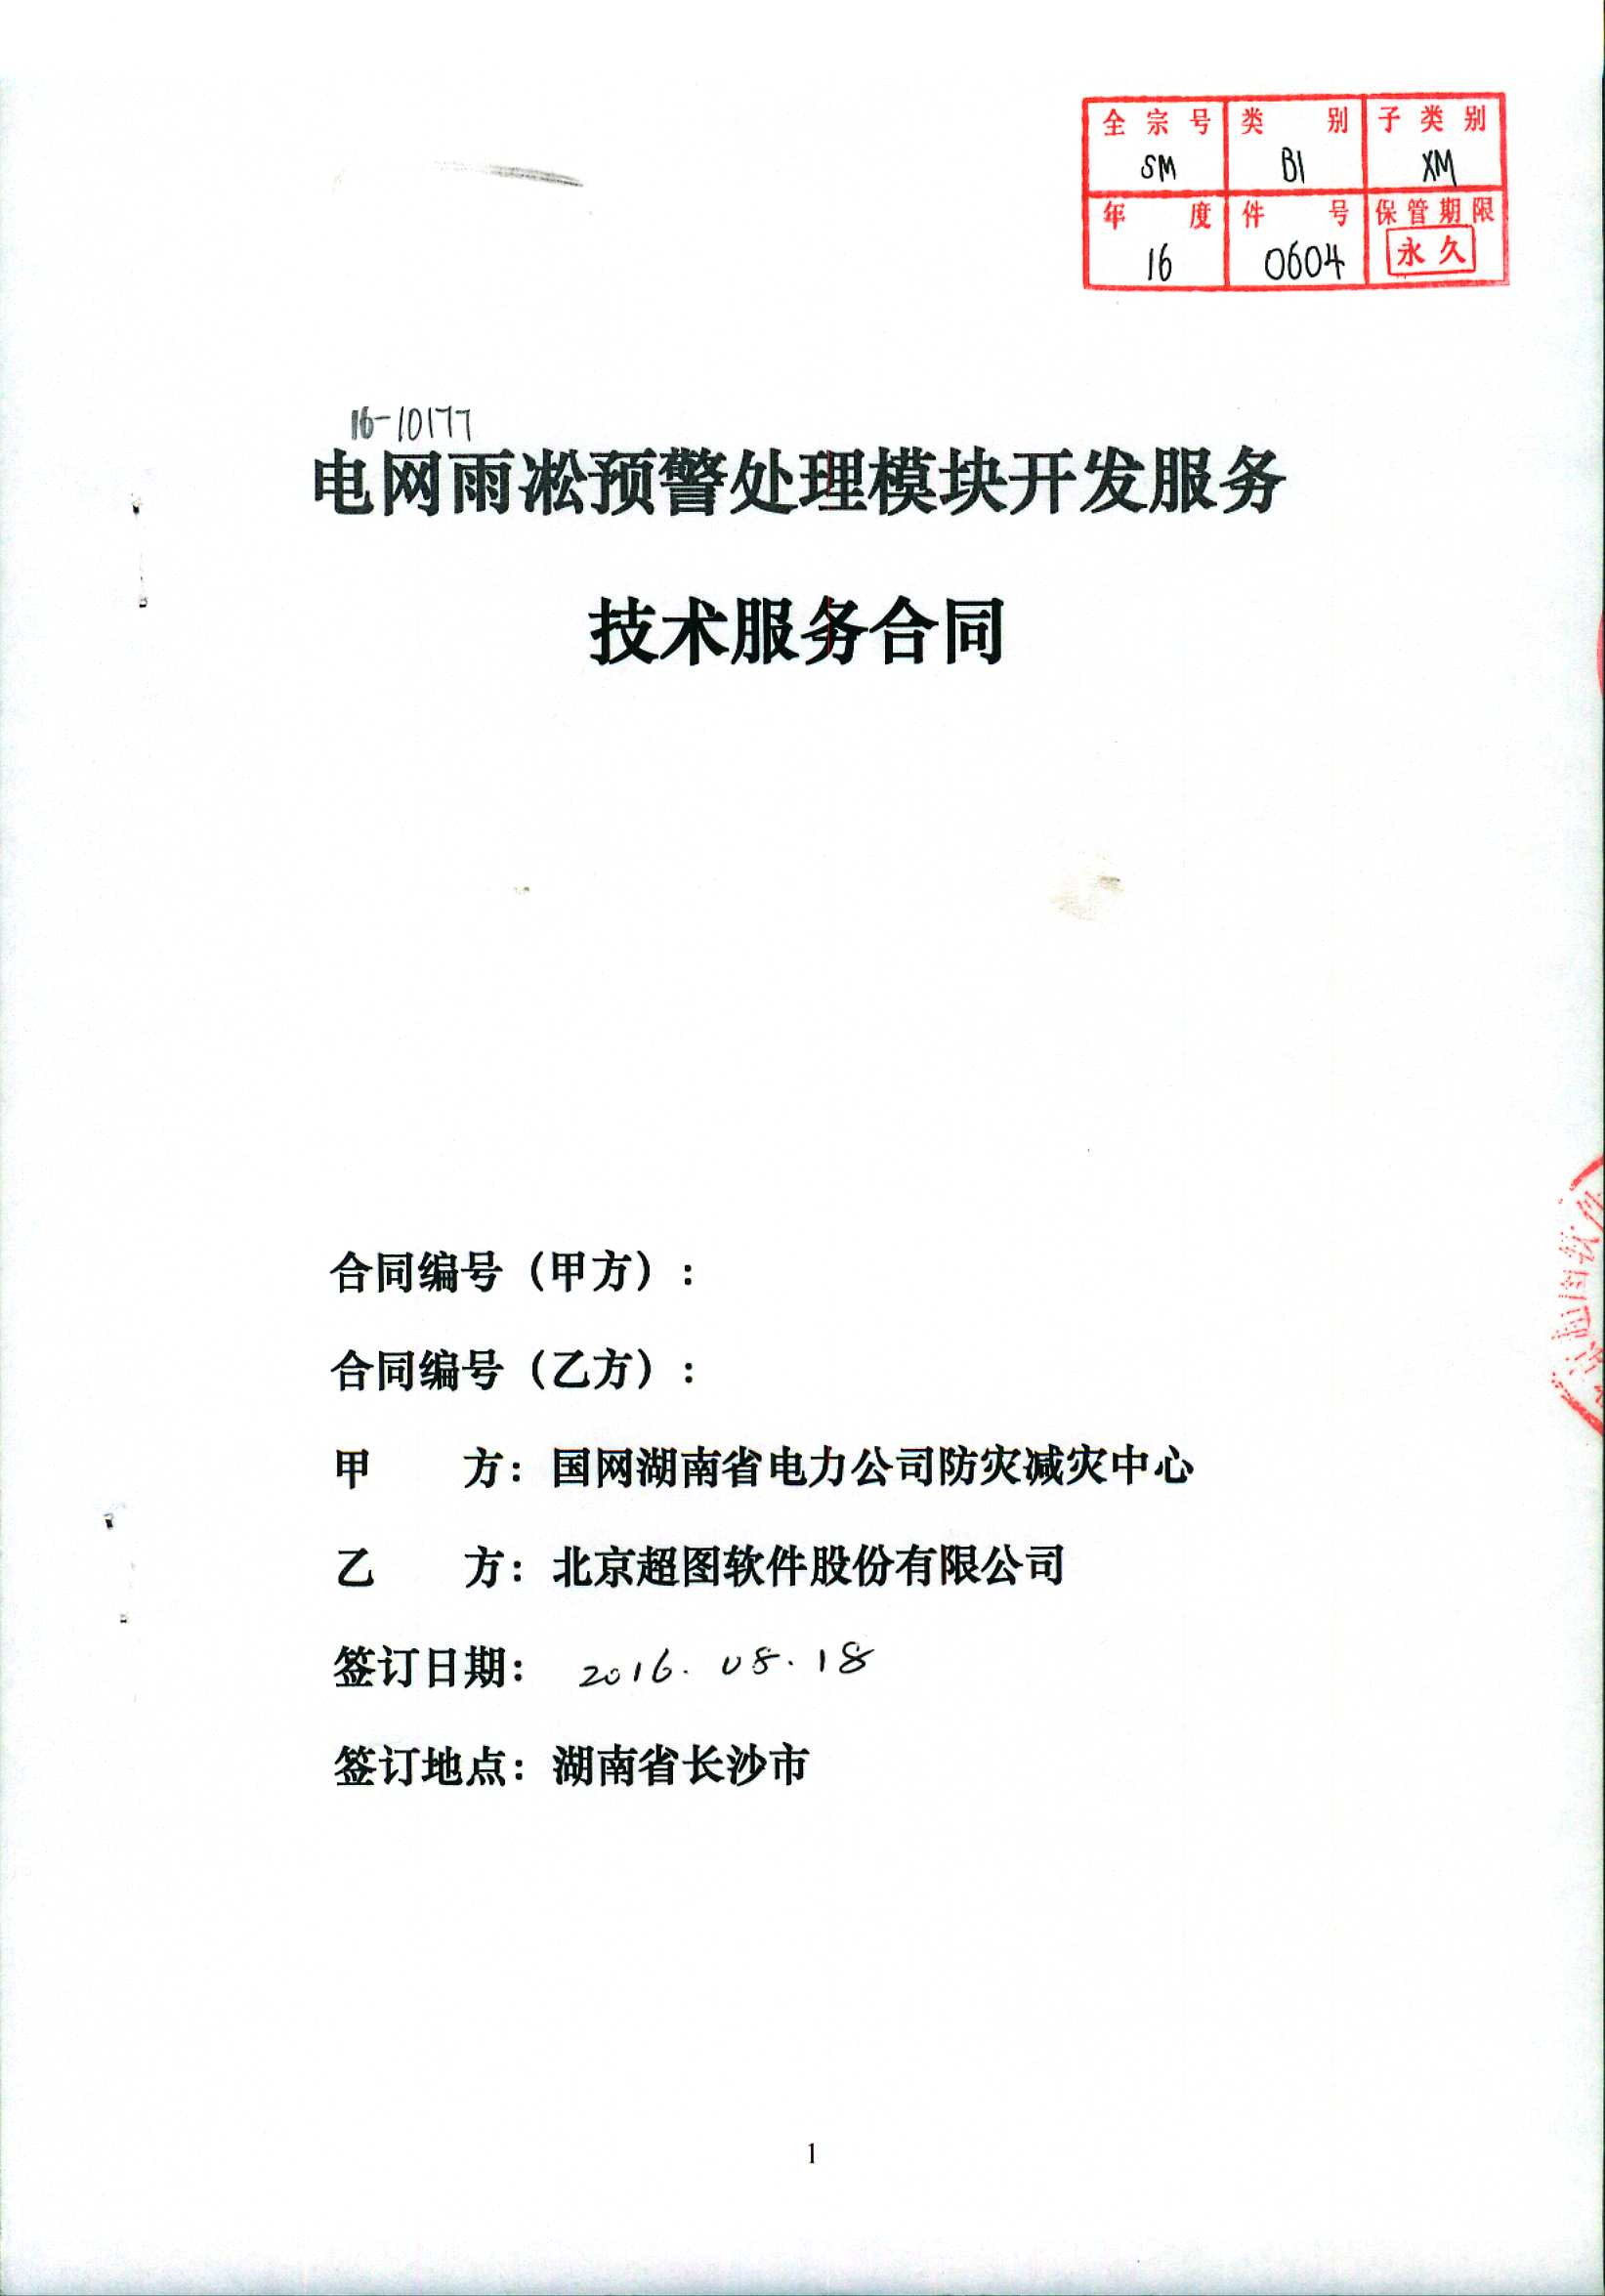 全宗号 类别 子类别
SM B1 XM
年度 件号 保管期限
16 0604 永久
16-10177
电网雨凇预警处理模块开发服务
技术服务合同
合同编号（甲方）:
合同编号（乙方）:
甲 方: 国网湖南省电力公司防灾减灾中心
乙 方: 北京超图软件股份有限公司
签订日期: 2016.08.18
签订地点: 湖南省长沙市
1